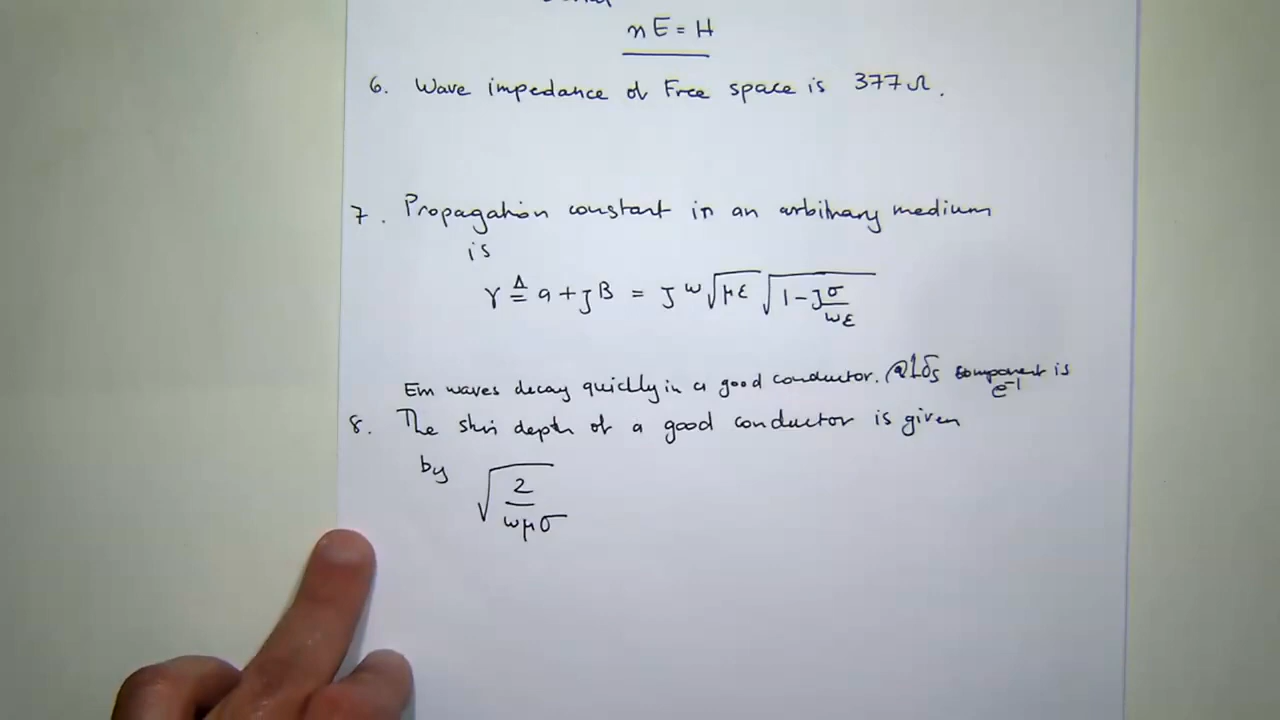 nE = H
6. Wave impedance of Free space is 377Ω.
7. Propagation constant in an arbitrary medium
is
γ ≜ a + jB = jω√με √1 - jσ/ωε
Em waves decay quickly in a good conductor. @1δs component is
e⁻¹
8. The skin depth of a good conductor is given
by √2/ωμσ